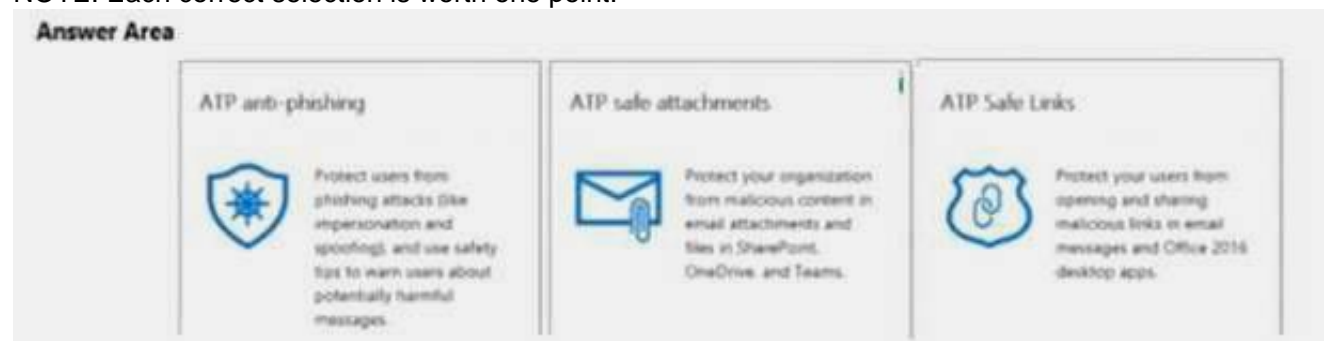 NOTE: Each correct selection is worth one point.
Answer Area
ATP anti-phishing
Protect users from
phishing attacks (like
impersonation and
spoofing), and use safety
tips to warn users about
potentially harmful
messages.
ATP safe attachments
Protect your organization
from malicious content in
email attachments and
files in SharePoint,
OneDrive, and Teams.
ATP Safe Links
Protect your users from
opening and sharing
malicious links in email
messages and Office 2016
desktop apps.